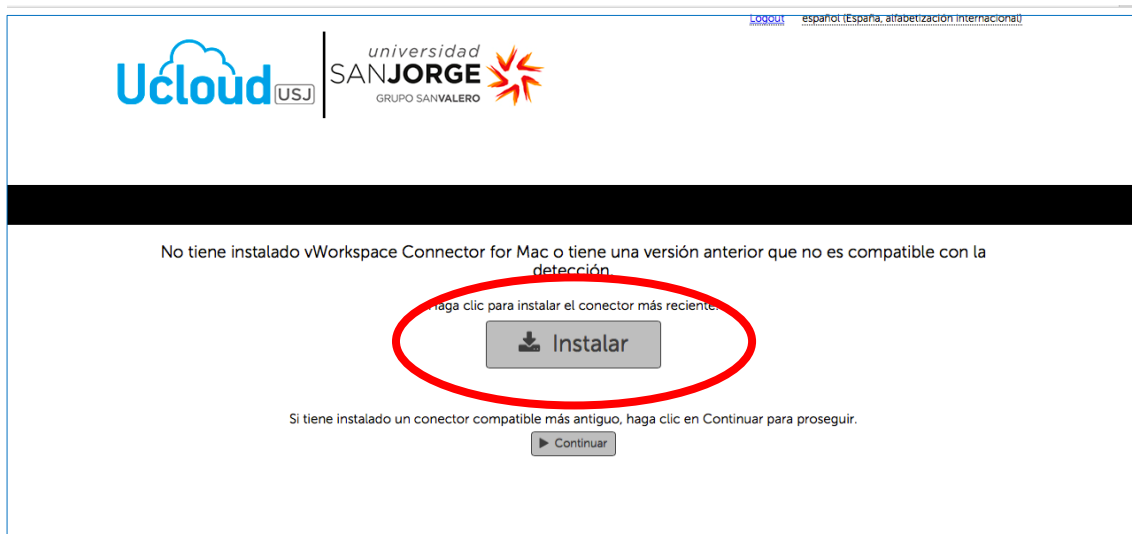 Logout español (España, alfabetización internacional)
Ucloud USJ
universidad
SANJORGE
GRUPO SANVALERO
No tiene instalado vWorkspace Connector for Mac o tiene una versión anterior que no es compatible con la
detección.
Haga clic para instalar el conector más reciente.
Instalar
Si tiene instalado un conector compatible más antiguo, haga clic en Continuar para proseguir.
Continuar